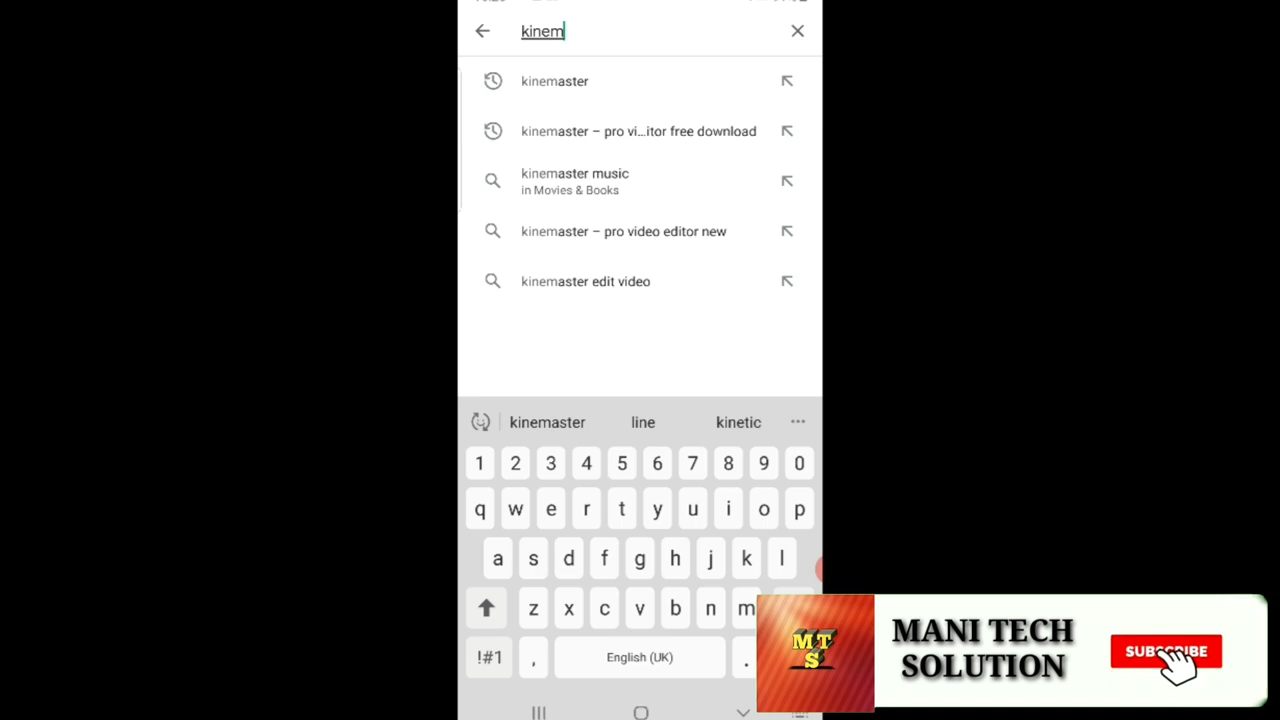 kinem
kinemaster
kinemaster – pro vi...itor free download
kinemaster music
in Movies & Books
kinemaster – pro video editor new
kinemaster edit video
kinemaster line kinetic
1 2 3 4 5 6 7 8 9 0
q w e r t y u i o p
a s d f g h j k l
z x c v b n m
!#1 , English (UK) .
MTS
MANI TECH
SOLUTION
SUBSCRIBE